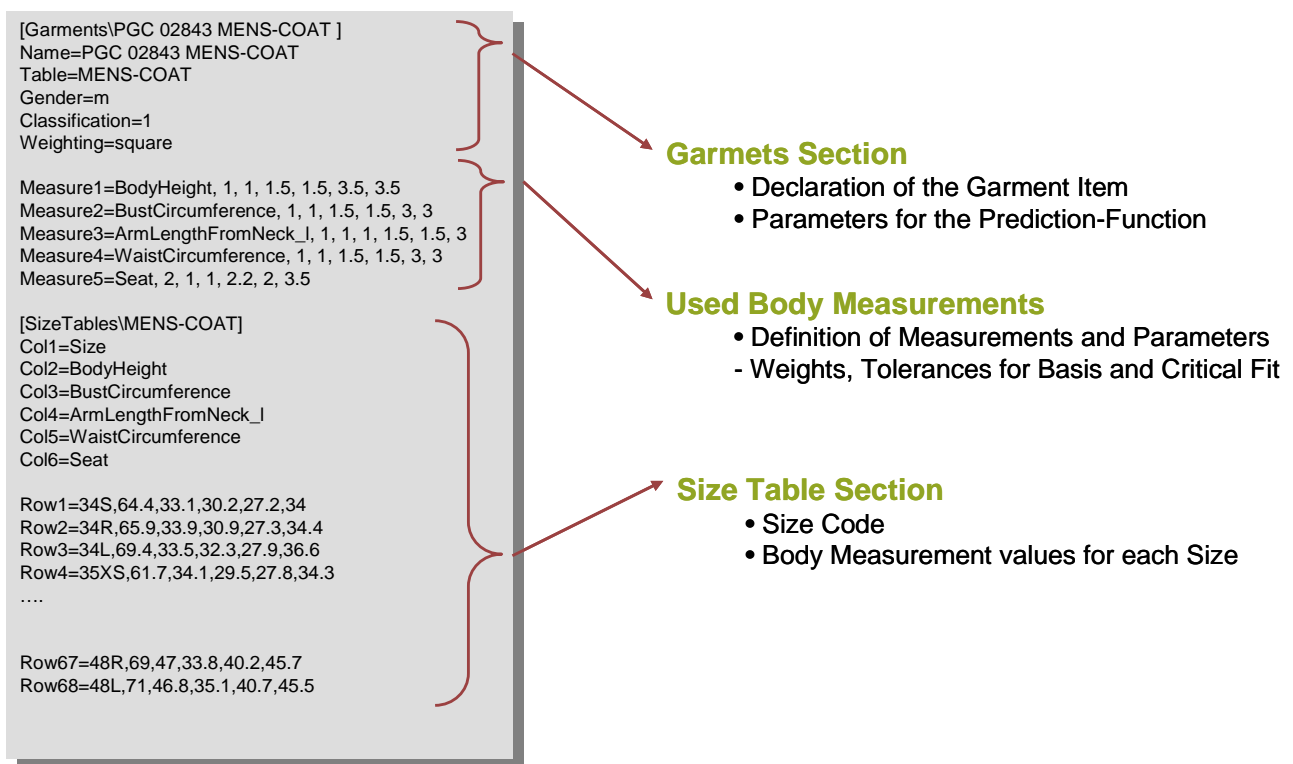 [Garments\PGC 02843 MENS-COAT ]
Name=PGC 02843 MENS-COAT
Table=MENS-COAT
Gender=m
Classification=1
Weighting=square
Measure1=BodyHeight, 1, 1, 1.5, 1.5, 3.5, 3.5
Measure2=BustCircumference, 1, 1, 1.5, 1.5, 3, 3
Measure3=ArmLengthFromNeck_l, 1, 1, 1, 1.5, 1.5, 3
Measure4=WaistCircumference, 1, 1, 1.5, 1.5, 3, 3
Measure5=Seat, 2, 1, 1, 2.2, 2, 3.5
[SizeTables\MENS-COAT]
Col1=Size
Col2=BodyHeight
Col3=BustCircumference
Col4=ArmLengthFromNeck_l
Col5=WaistCircumference
Col6=Seat
Row1=34S,64.4,33.1,30.2,27.2,34
Row2=34R,65.9,33.9,30.9,27.3,34.4
Row3=34L,69.4,33.5,32.3,27.9,36.6
Row4=35XS,61.7,34.1,29.5,27.8,34.3
….
Row67=48R,69,47,33.8,40.2,45.7
Row68=48L,71,46.8,35.1,40.7,45.5
Garmets Section
• Declaration of the Garment Item
• Parameters for the Prediction-Function
Used Body Measurements
• Definition of Measurements and Parameters
- Weights, Tolerances for Basis and Critical Fit
Size Table Section
• Size Code
• Body Measurement values for each Size